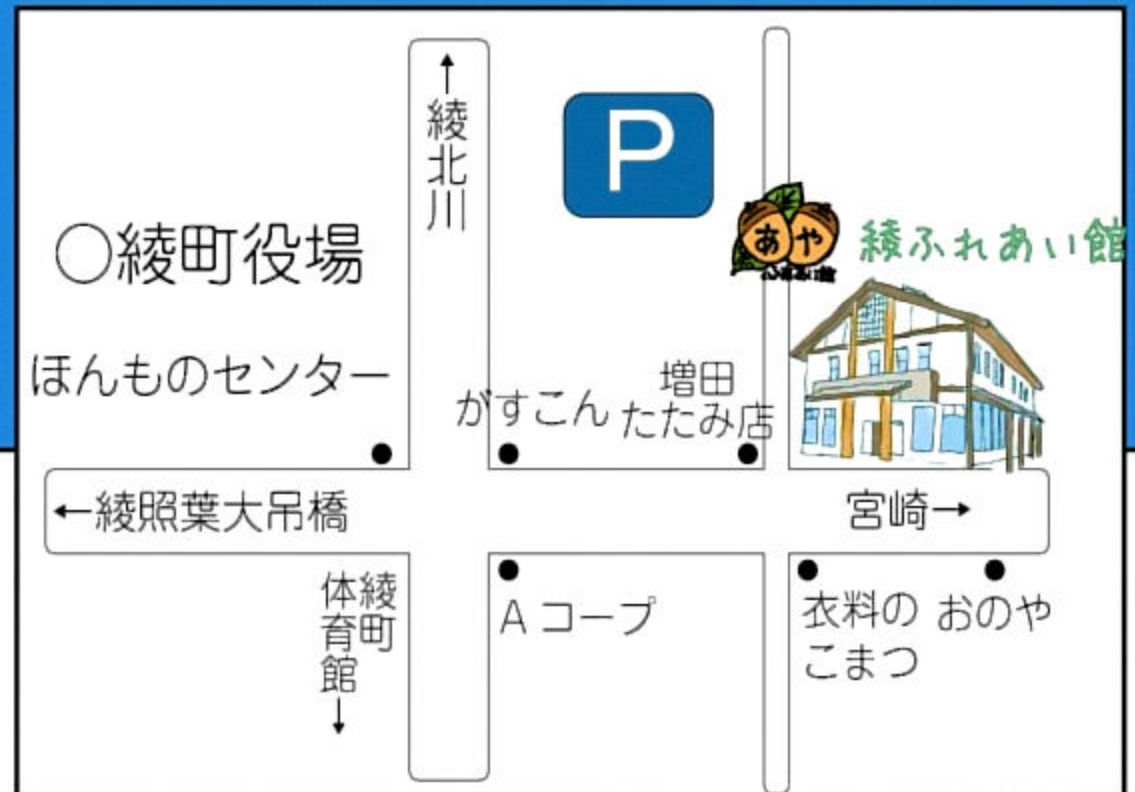 ↑綾北川
P
○綾町役場
あや
綾ふれあい館
ほんものセンター
がすこん
増田
たたみ店
←綾照葉大吊橋
宮崎→
綾町
体育館↓
Aコープ
衣料の
こまつ
おのや